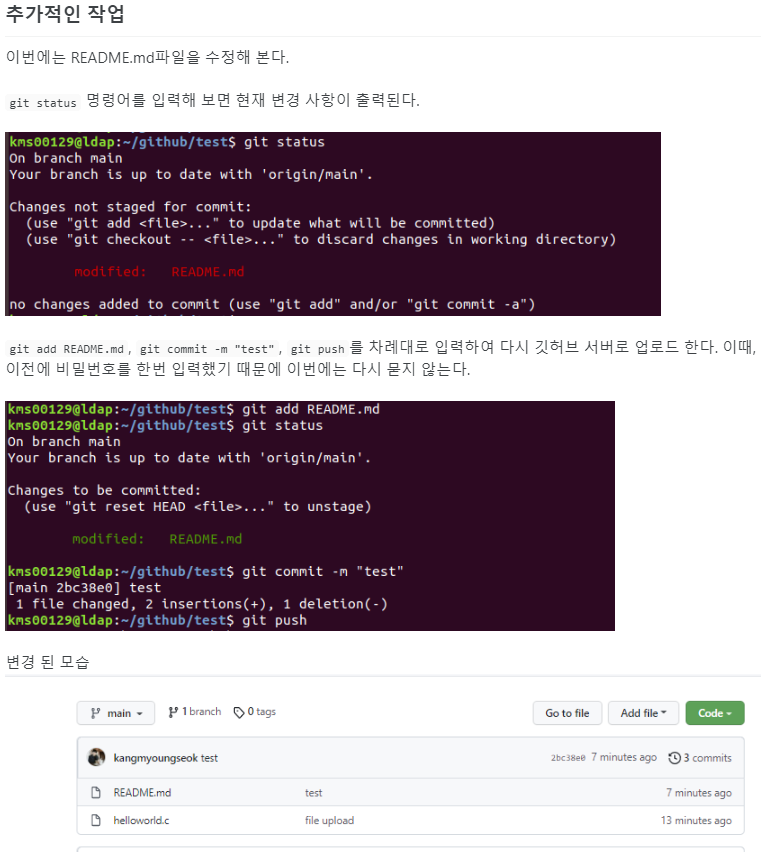 추가적인 작업
이번에는 README.md파일을 수정해 본다.
git status 명령어를 입력해 보면 현재 변경 사항이 출력된다.
kms00129@ldap:~/github/test$ git status
On branch main
Your branch is up to date with 'origin/main'.
Changes not staged for commit:
(use "git add <file>..." to update what will be committed)
(use "git checkout -- <file>..." to discard changes in working directory)
modified: README.md
no changes added to commit (use "git add" and/or "git commit -a")
git add README.md, git commit -m "test", git push 를 차례대로 입력하여 다시 깃허브 서버로 업로드 한다. 이때,
이전에 비밀번호를 한번 입력했기 때문에 이번에는 다시 묻지 않는다.
kms00129@ldap:~/github/test$ git add README.md
kms00129@ldap:~/github/test$ git status
On branch main
Your branch is up to date with 'origin/main'.
Changes to be committed:
(use "git reset HEAD <file>..." to unstage)
modified: README.md
kms00129@ldap:~/github/test$ git commit -m "test"
[main 2bc38e0] test
1 file changed, 2 insertions(+), 1 deletion(-)
kms00129@ldap:~/github/test$ git push
변경 된 모습
main 1 branch 0 tags Go to file Add file Code
kangmyoungseok test 2bc38e0 7 minutes ago 3 commits
README.md test 7 minutes ago
helloworld.c file upload 13 minutes ago